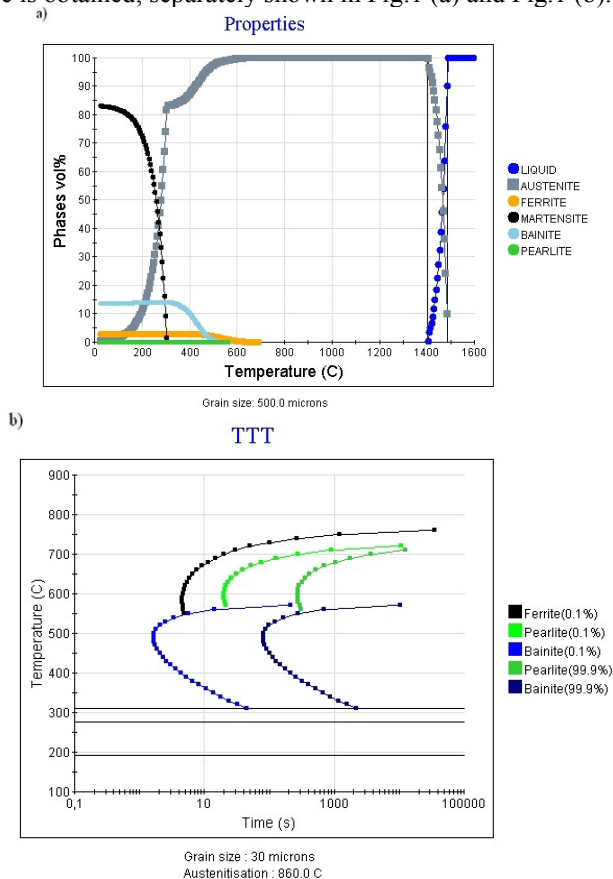 e is obtained, separately shown in Fig.1 (a) and Fig.1 (b).
a)
Properties
Phases vol%
100
90
80
70
60
50
40
30
20
10
0
0 200 400 600 800 1000 1200 1400 1600
Temperature (C)
LIQUID
AUSTENITE
FERRITE
MARTENSITE
BAINITE
PEARLITE
Grain size: 500.0 microns
b)
TTT
Temperature (C)
900
800
700
600
500
400
300
200
100
0,1 10 1000 100000
Time (s)
Ferrite(0.1%)
Pearlite(0.1%)
Bainite(0.1%)
Pearlite(99.9%)
Bainite(99.9%)
Grain size : 30 microns
Austenitisation : 860.0 C